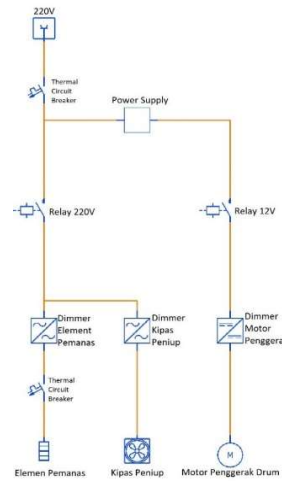 220V
Thermal
Circuit
Breaker
Power Supply
Relay 220V
Relay 12V
Dimmer
Element
Pemanas
Dimmer
Kipas
Peniup
Dimmer
Motor
Penggera
Thermal
Circuit
Breaker
M
Elemen Pemanas
Kipas Peniup
Motor Penggerak Drum